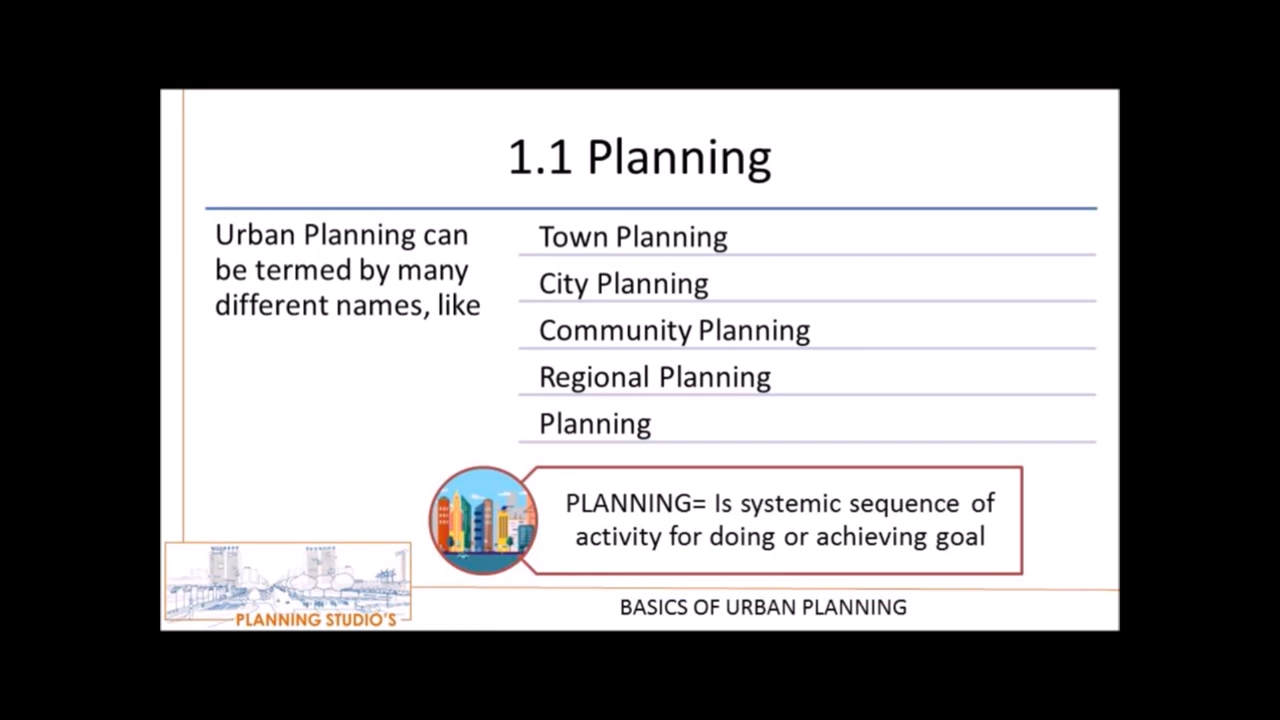 1.1 Planning
Urban Planning can
be termed by many
different names, like
Town Planning
City Planning
Community Planning
Regional Planning
Planning
PLANNING= Is systemic sequence of
activity for doing or achieving goal
PLANNING STUDIO'S
BASICS OF URBAN PLANNING